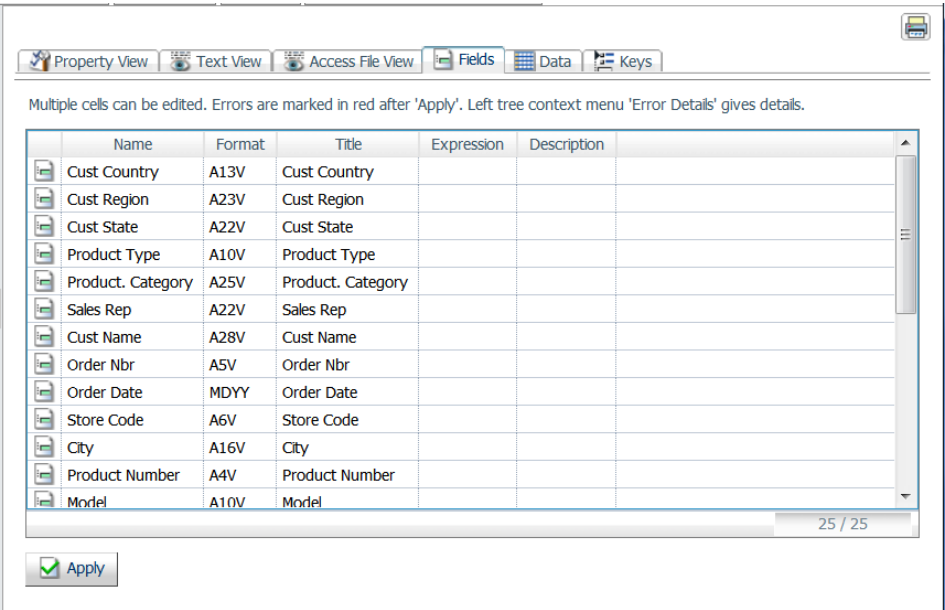 Property View Text View Access File View Fields Data Keys
Multiple cells can be edited. Errors are marked in red after 'Apply'. Left tree context menu 'Error Details' gives details.
Name Format Title Expression Description
Cust Country A13V Cust Country
Cust Region A23V Cust Region
Cust State A22V Cust State
Product Type A10V Product Type
Product. Category A25V Product. Category
Sales Rep A22V Sales Rep
Cust Name A28V Cust Name
Order Nbr A5V Order Nbr
Order Date MDYY Order Date
Store Code A6V Store Code
City A16V City
Product Number A4V Product Number
Model A10V Model
25 / 25
Apply